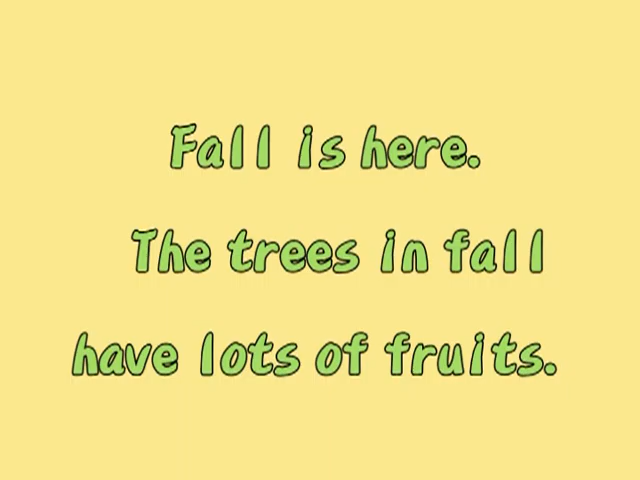 Fall is here.
The trees in fall
have lots of fruits.